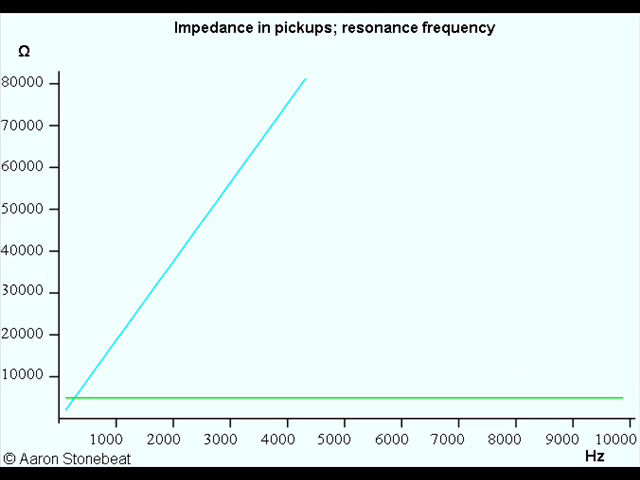 Impedance in pickups; resonance frequency
Ω
80000
70000
60000
50000
40000
30000
20000
10000
1000 2000 3000 4000 5000 6000 7000 8000 9000 10000
Hz
© Aaron Stonebeat